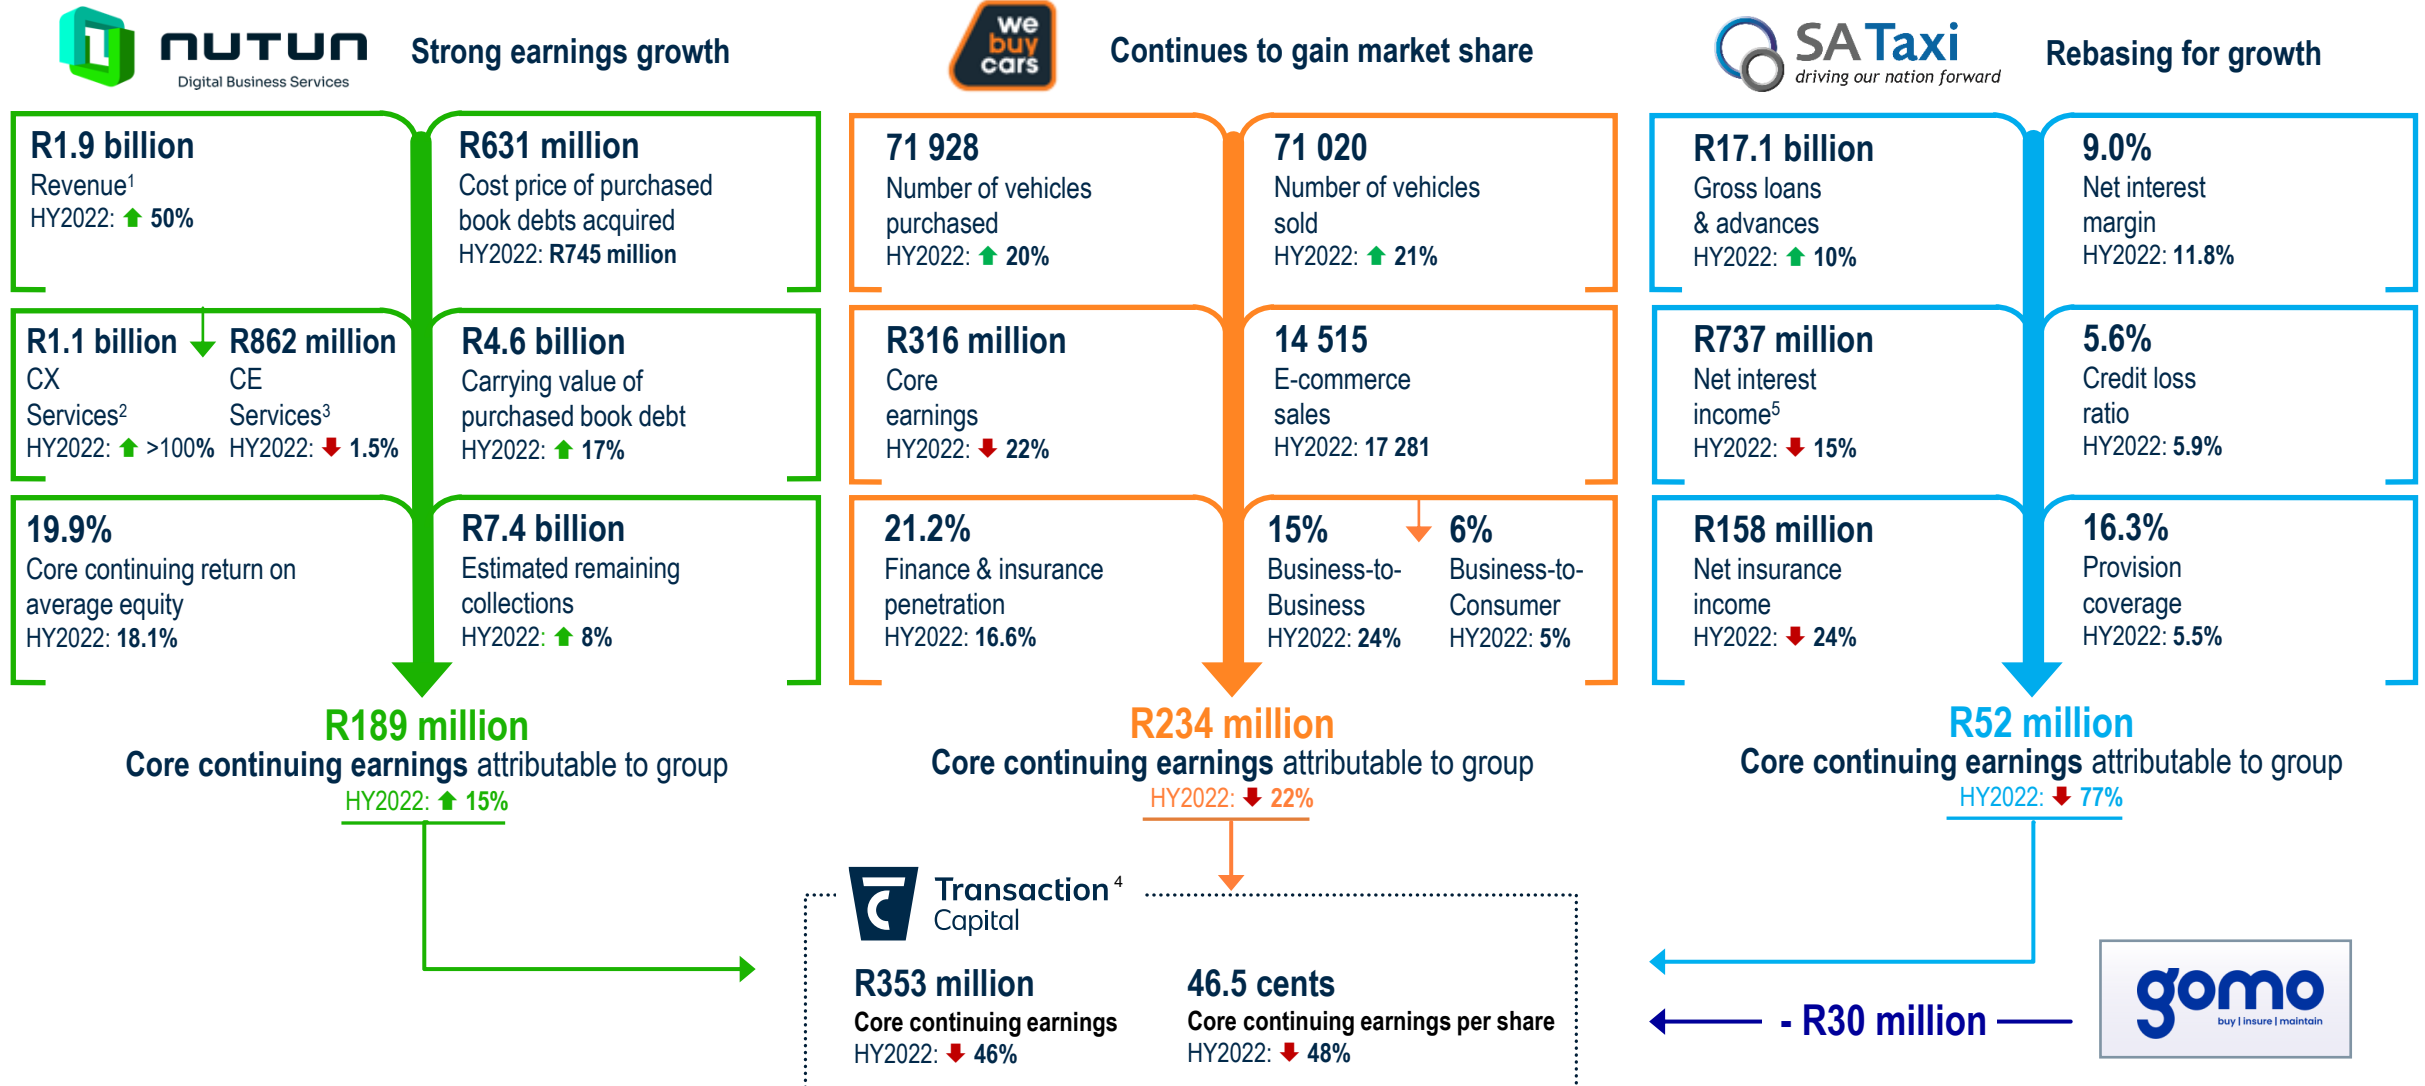 nutun
Digital Business Services
Strong earnings growth
R1.9 billion
Revenue1
HY2022: 50%
R631 million
Cost price of purchased
book debts acquired
HY2022: R745 million
R1.1 billion
CX
Services2
HY2022: >100%
R862 million
CE
Services3
HY2022: 1.5%
R4.6 billion
Carrying value of
purchased book debt
HY2022: 17%
19.9%
Core continuing return on
average equity
HY2022: 18.1%
R7.4 billion
Estimated remaining
collections
HY2022: 8%
R189 million
Core continuing earnings attributable to group
HY2022: 15%
we
buy
cars
Continues to gain market share
71 928
Number of vehicles
purchased
HY2022: 20%
71 020
Number of vehicles
sold
HY2022: 21%
R316 million
Core
earnings
HY2022: 22%
14 515
E-commerce
sales
HY2022: 17 281
21.2%
Finance & insurance
penetration
HY2022: 16.6%
15%
Business-to-
Business
HY2022: 24%
6%
Business-to-
Consumer
HY2022: 5%
R234 million
Core continuing earnings attributable to group
HY2022: 22%
SA Taxi
driving our nation forward
Rebasing for growth
R17.1 billion
Gross loans
& advances
HY2022: 10%
9.0%
Net interest
margin
HY2022: 11.8%
R737 million
Net interest
income5
HY2022: 15%
5.6%
Credit loss
ratio
HY2022: 5.9%
R158 million
Net insurance
income
HY2022: 24%
16.3%
Provision
coverage
HY2022: 5.5%
R52 million
Core continuing earnings attributable to group
HY2022: 77%
Transaction4
Capital
R353 million
Core continuing earnings
HY2022: 46%
46.5 cents
Core continuing earnings per share
HY2022: 48%
- R30 million
gomo
buy | insure | maintain